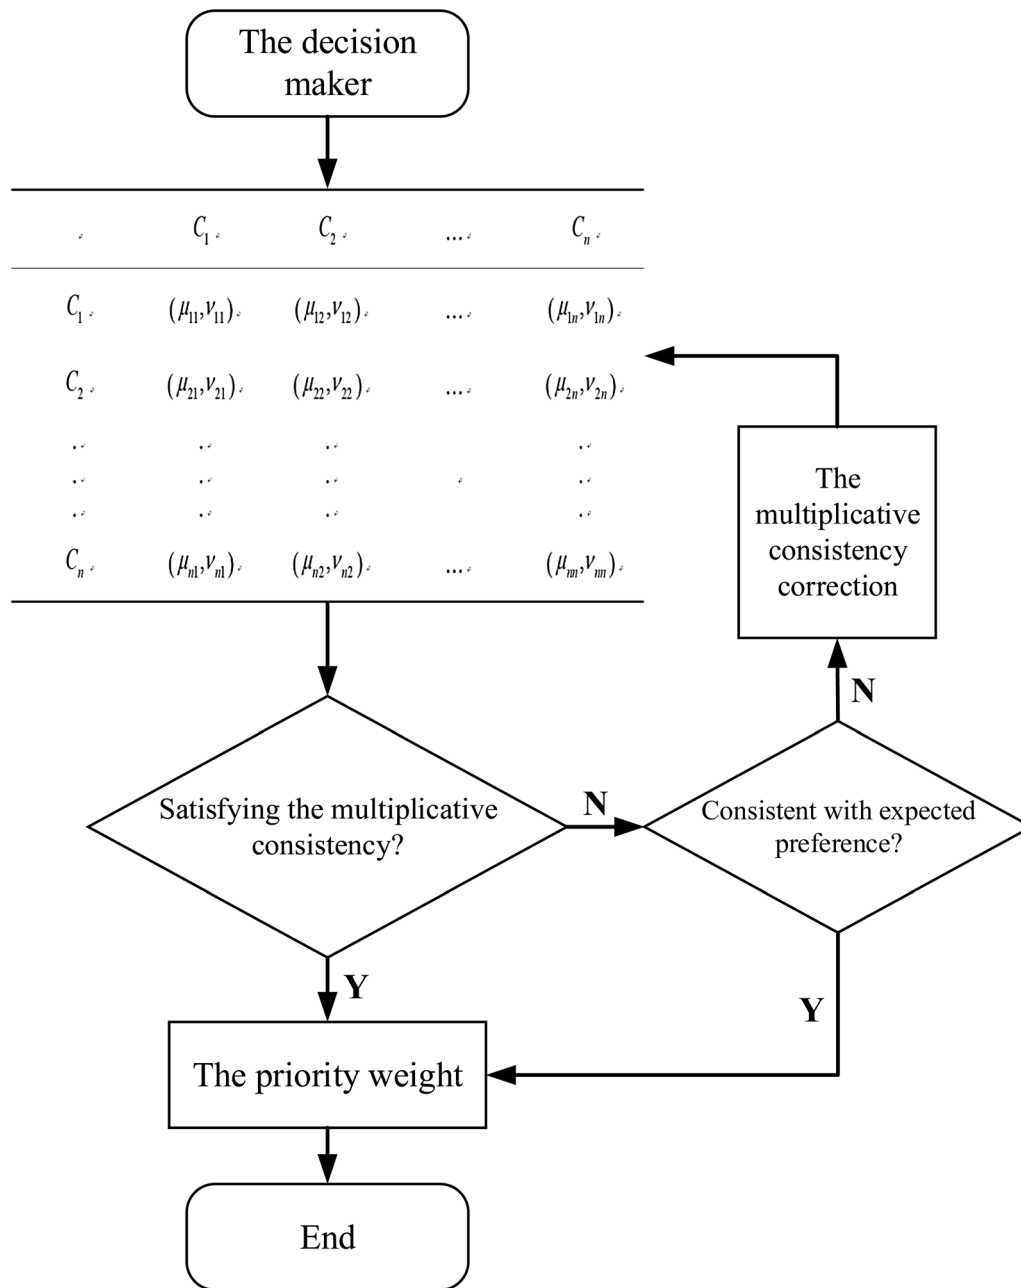 The decision
maker
C₁ C₂ ... Cₙ
C₁ (μ₁₁,ν₁₁) (μ₁₂,ν₁₂) ... (μ₁ₙ,ν₁ₙ)
C₂ (μ₂₁,ν₂₁) (μ₂₂,ν₂₂) ... (μ₂ₙ,ν₂ₙ)
. . . .
. . . . .
. . . .
Cₙ (μₙ₁,νₙ₁) (μₙ₂,νₙ₂) ... (μₙₙ,νₙₙ)
The
multiplicative
consistency
correction
N
Satisfying the multiplicative
consistency?
N
Consistent with expected
preference?
Y
Y
The priority weight
End